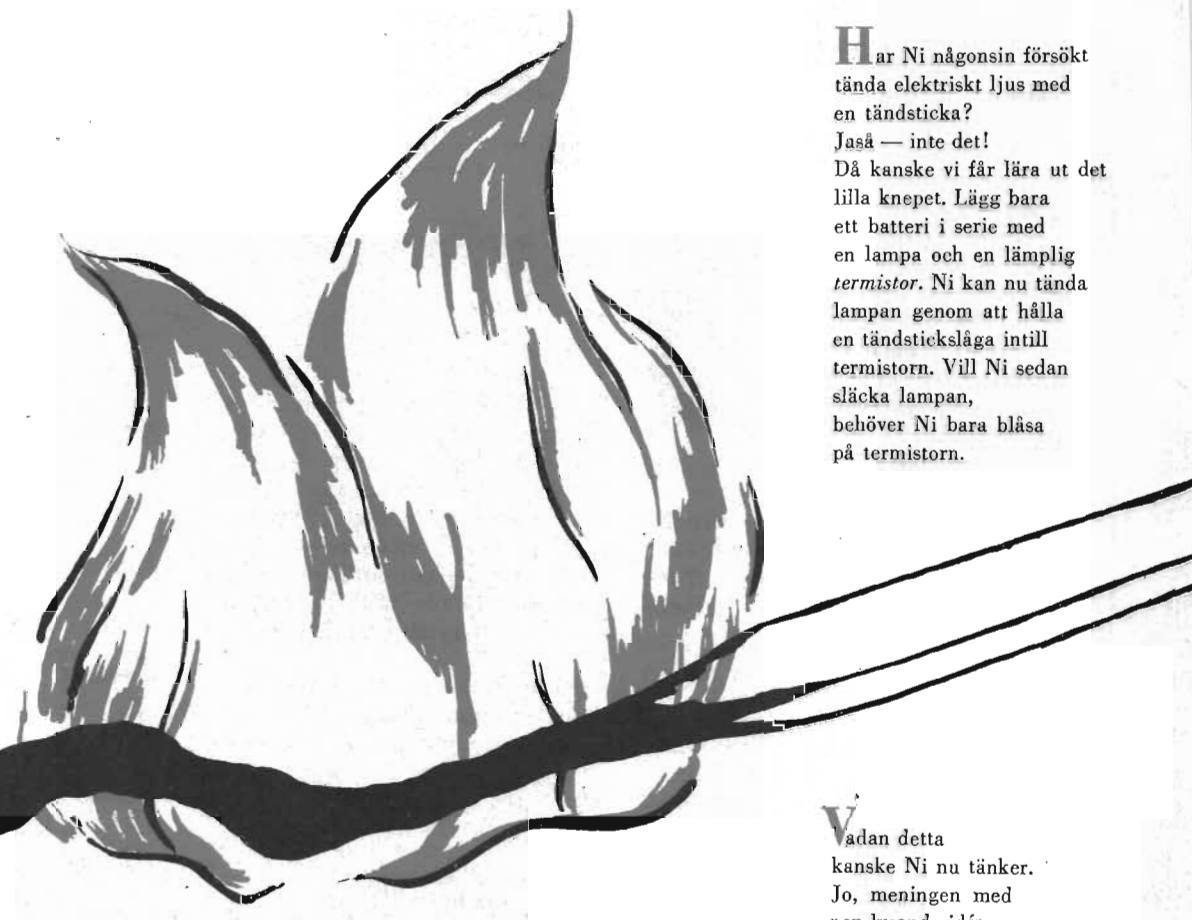 Har Ni någonsin försökt
tända elektriskt ljus med
en tändsticka?
Jaså — inte det!
Då kanske vi får lära ut det
lilla knepet. Lägg bara
ett batteri i serie med
en lampa och en lämplig
termistor. Ni kan nu tända
lampan genom att hålla
en tändstickslåga intill
termistorn. Vill Ni sedan
släcka lampan,
behöver Ni bara blåsa
på termistorn.
Vadan detta
kanske Ni nu tänker.
Jo, meningen med